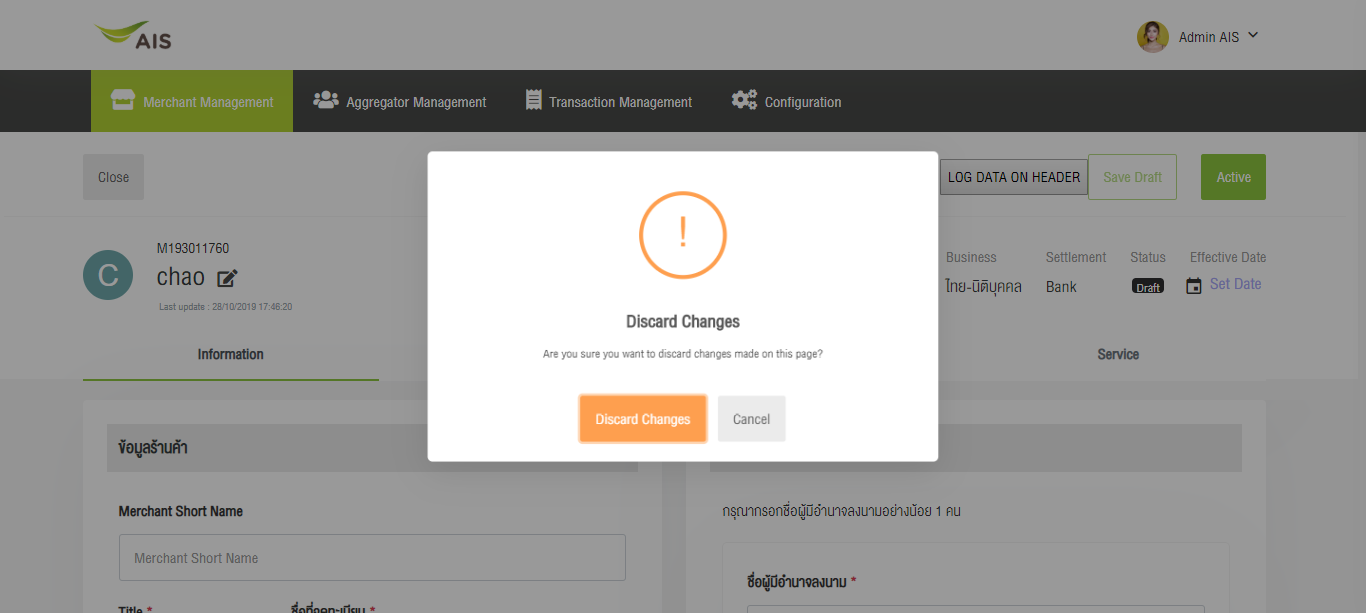 AIS
Admin AIS
Merchant Management
Aggregator Management
Transaction Management
Configuration
Close
LOG DATA ON HEADER
Save Draft
Active
C
M193011760
chao
Last update : 28/10/2019 17:46:20
Business
ไทย-นิติบุคคล
Settlement
Bank
Status
Draft
Effective Date
Set Date
Information
Service
!
Discard Changes
Are you sure you want to discard changes made on this page?
Discard Changes
Cancel
ข้อมูลร้านค้า
Merchant Short Name
Merchant Short Name
Title *
ชื่อที่จดทะเบียน *
กรุณากรอกชื่อผู้มีอำนาจลงนามอย่างน้อย 1 คน
ชื่อผู้มีอำนาจลงนาม *